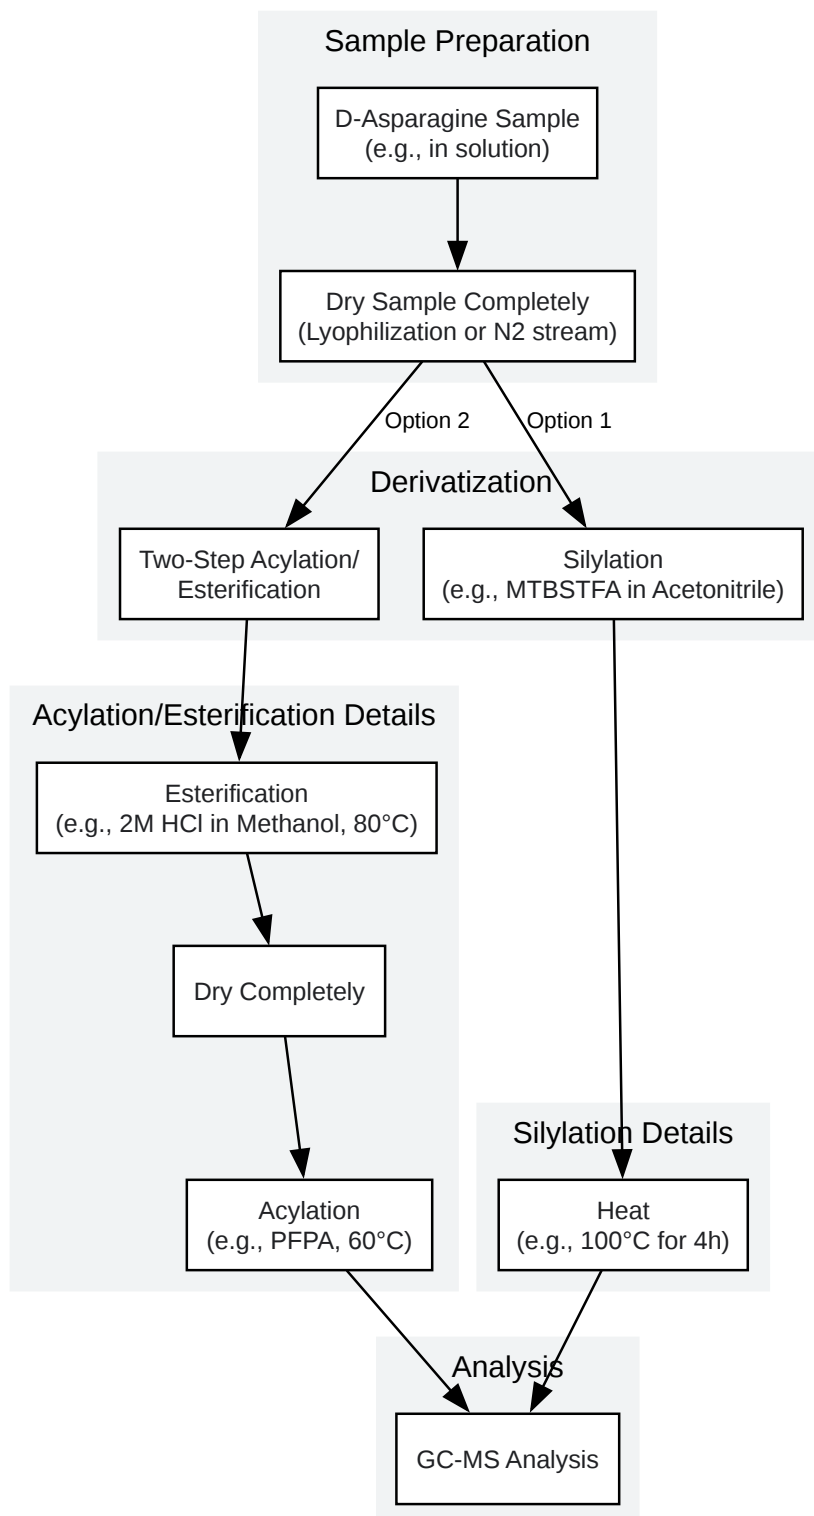 Sample Preparation
D-Asparagine Sample
(e.g., in solution)
Dry Sample Completely
(Lyophilization or N2 stream)
Option 2
Option 1
Derivatization
Two-Step Acylation/
Esterification
Silylation
(e.g., MTBSTFA in Acetonitrile)
Acylation/Esterification Details
Esterification
(e.g., 2M HCl in Methanol, 80°C)
Dry Completely
Silylation Details
Acylation
(e.g., PFPA, 60°C)
Heat
(e.g., 100°C for 4h)
Analysis
GC-MS Analysis